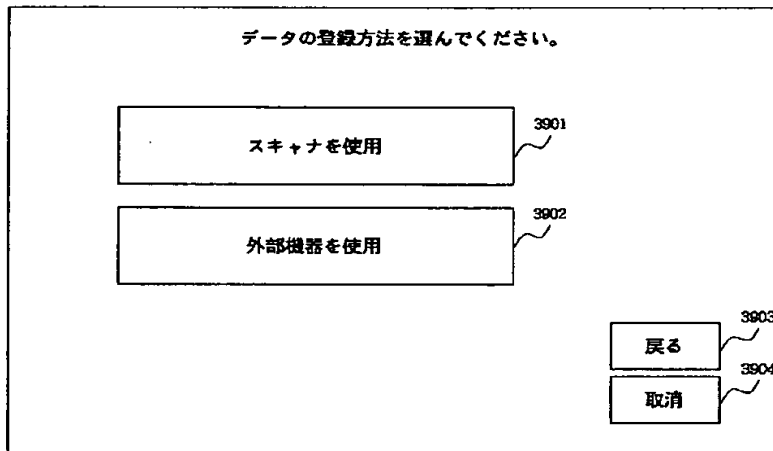 データの登録方法を選んでください。
3901
スキャナを使用
3902
外部機器を使用
3903
戻る
3904
取消